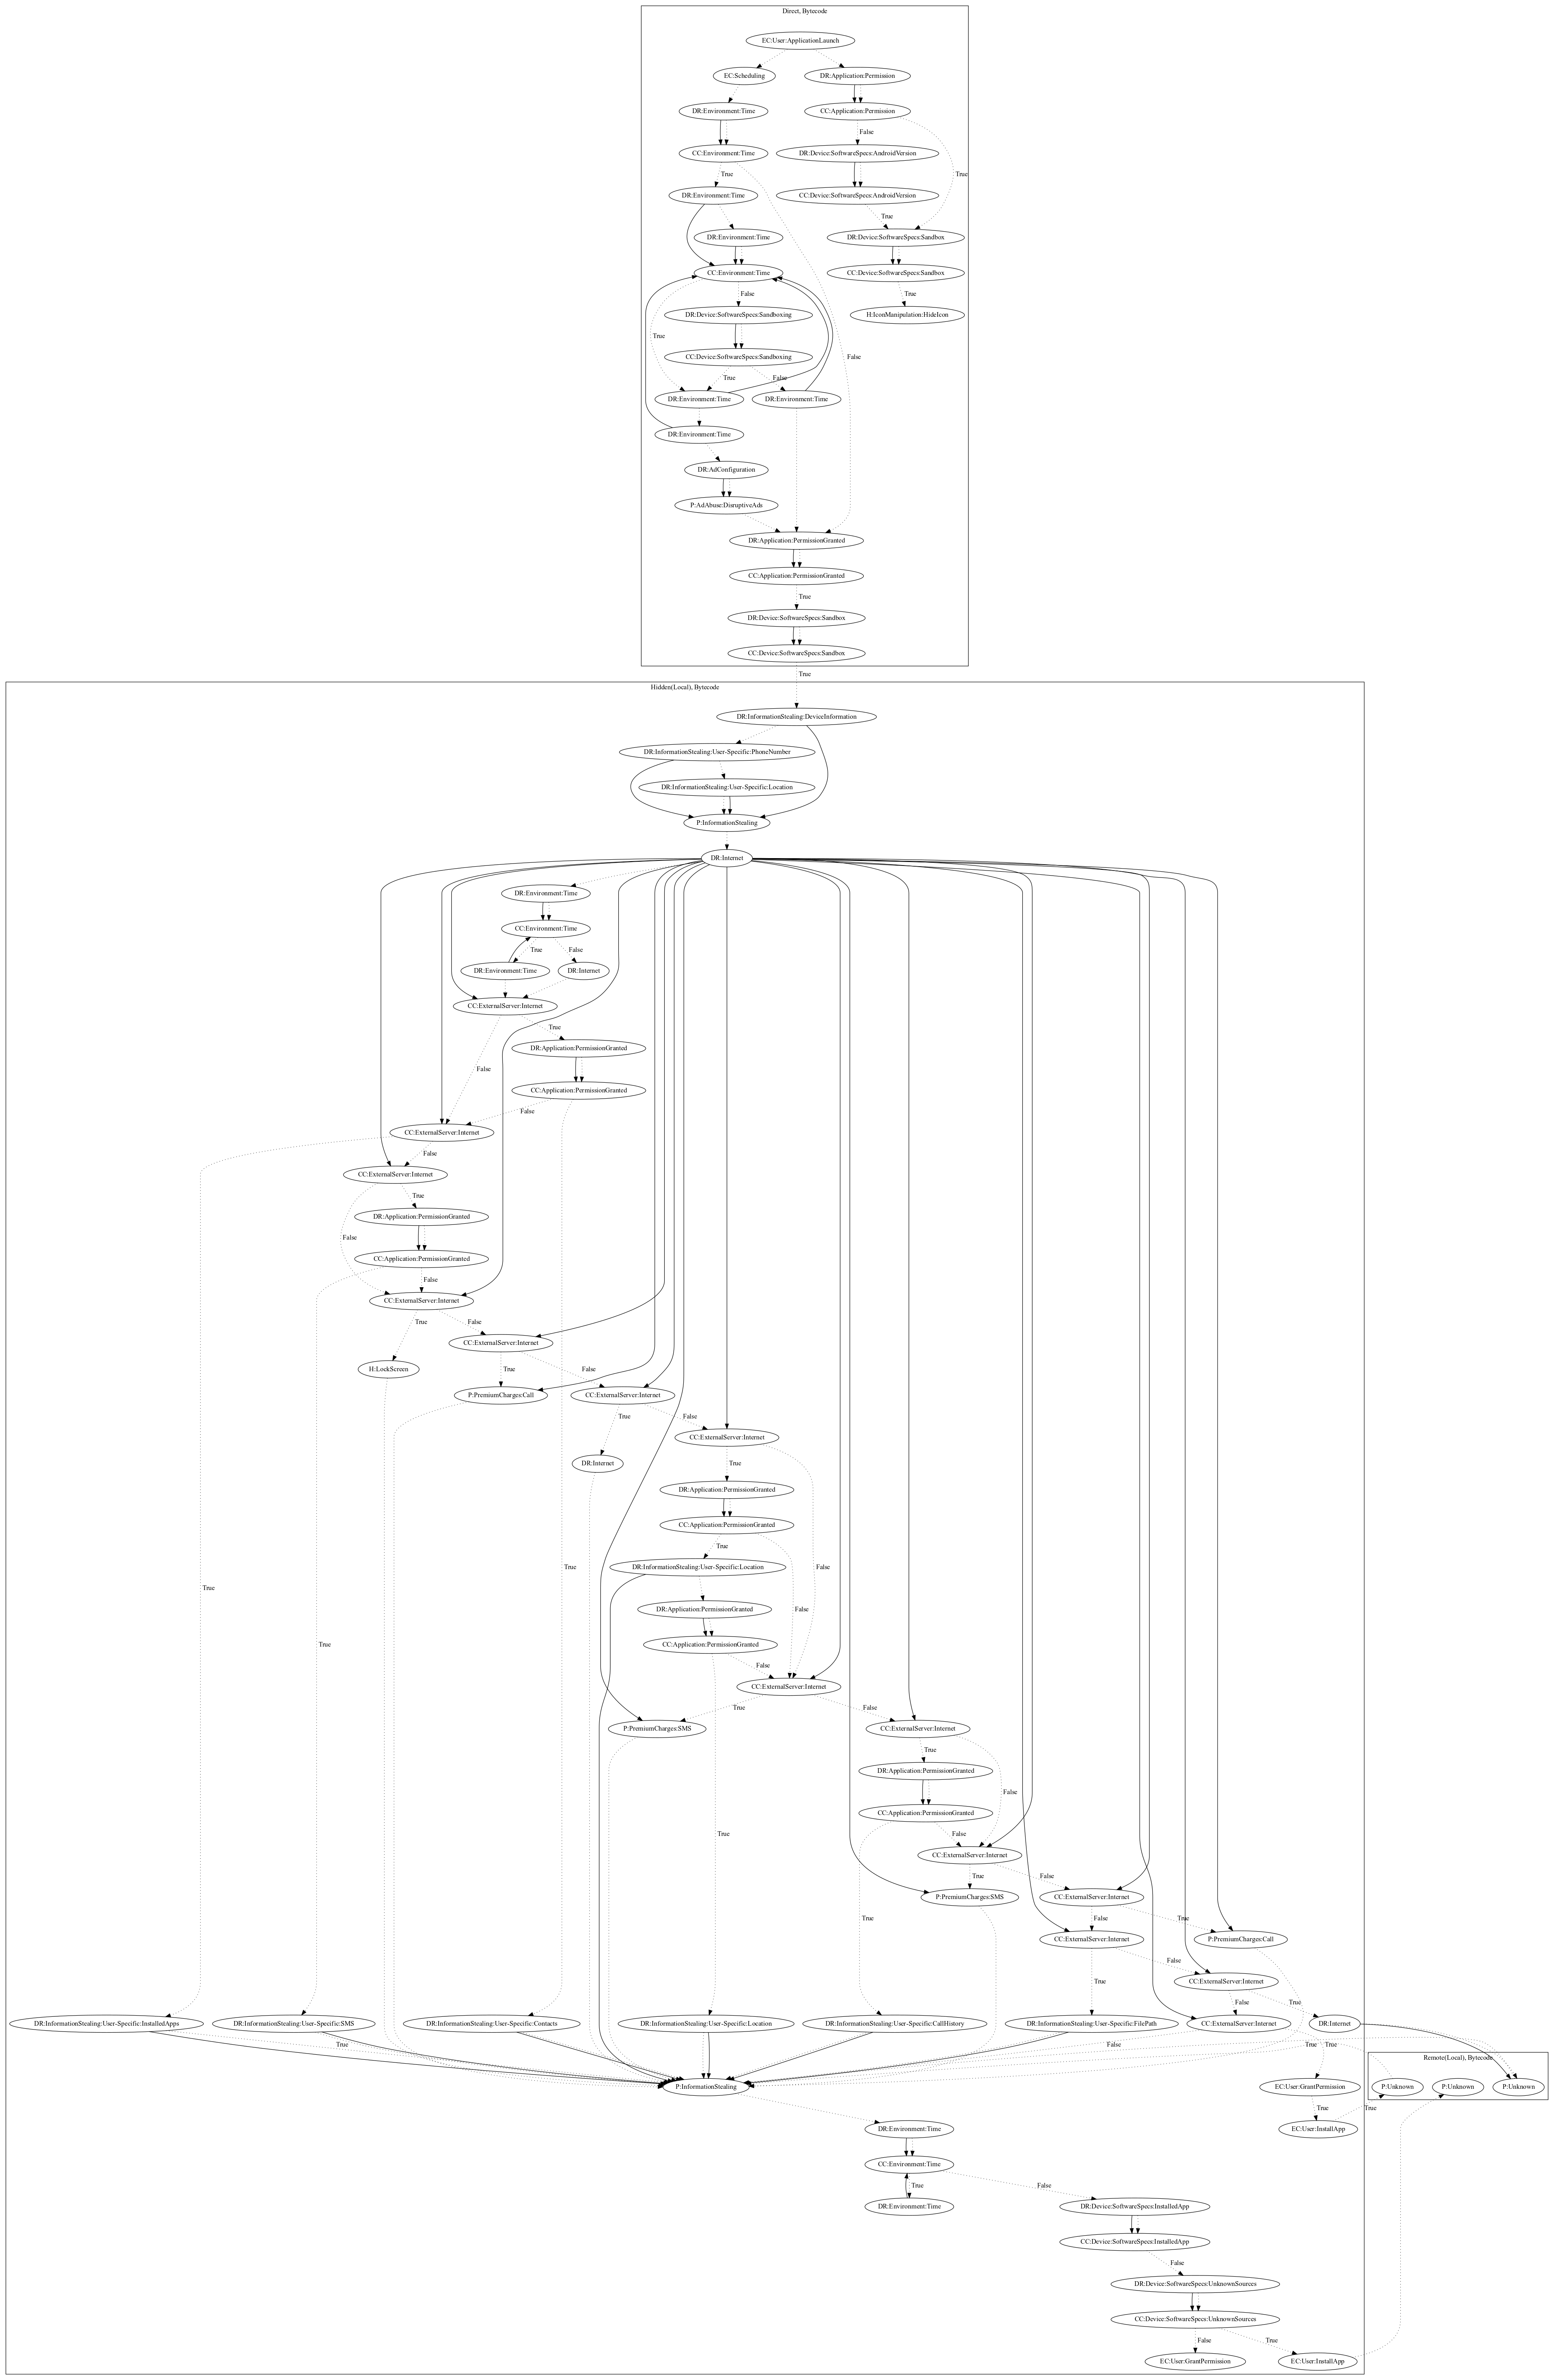 Direct, Bytecode
EC:User:ApplicationLaunch
EC:Scheduling
DR:Application:Permission
DR:Environment:Time
CC:Application:Permission
False
CC:Environment:Time
DR:Device:SoftwareSpecs:AndroidVersion
True
True
DR:Environment:Time
CC:Device:SoftwareSpecs:AndroidVersion
True
DR:Environment:Time
DR:Device:SoftwareSpecs:Sandbox
CC:Environment:Time
CC:Device:SoftwareSpecs:Sandbox
False
True
DR:Device:SoftwareSpecs:Sandboxing
H:IconManipulation:HideIcon
True
CC:Device:SoftwareSpecs:Sandboxing
False
True
False
DR:Environment:Time
DR:Environment:Time
DR:Environment:Time
DR:AdConfiguration
P:AdAbuse:DisruptiveAds
DR:Application:PermissionGranted
CC:Application:PermissionGranted
True
DR:Device:SoftwareSpecs:Sandbox
CC:Device:SoftwareSpecs:Sandbox
True
Hidden(Local), Bytecode
DR:InformationStealing:DeviceInformation
DR:InformationStealing:User-Specific:PhoneNumber
DR:InformationStealing:User-Specific:Location
P:InformationStealing
DR:Internet
DR:Environment:Time
CC:Environment:Time
True
False
DR:Environment:Time
DR:Internet
CC:ExternalServer:Internet
True
DR:Application:PermissionGranted
False
CC:Application:PermissionGranted
False
CC:ExternalServer:Internet
False
CC:ExternalServer:Internet
True
DR:Application:PermissionGranted
False
CC:Application:PermissionGranted
False
CC:ExternalServer:Internet
True
False
CC:ExternalServer:Internet
H:LockScreen
True
False
P:PremiumCharges:Call
CC:ExternalServer:Internet
True
False
CC:ExternalServer:Internet
DR:Internet
True
DR:Application:PermissionGranted
CC:Application:PermissionGranted
True
True
False
DR:InformationStealing:User-Specific:Location
True
False
DR:Application:PermissionGranted
True
CC:Application:PermissionGranted
False
CC:ExternalServer:Internet
True
False
P:PremiumCharges:SMS
CC:ExternalServer:Internet
True
DR:Application:PermissionGranted
False
CC:Application:PermissionGranted
True
False
CC:ExternalServer:Internet
True
False
P:PremiumCharges:SMS
CC:ExternalServer:Internet
True
False
True
CC:ExternalServer:Internet
P:PremiumCharges:Call
False
True
CC:ExternalServer:Internet
False
True
DR:InformationStealing:User-Specific:InstalledApps
DR:InformationStealing:User-Specific:SMS
DR:InformationStealing:User-Specific:Contacts
DR:InformationStealing:User-Specific:Location
DR:InformationStealing:User-Specific:CallHistory
DR:InformationStealing:User-Specific:FilePath
CC:ExternalServer:Internet
DR:Internet
True
False
True
True
Remote(Local), Bytecode
P:InformationStealing
EC:User:GrantPermission
P:Unknown
P:Unknown
P:Unknown
True
True
DR:Environment:Time
EC:User:InstallApp
CC:Environment:Time
True
False
DR:Environment:Time
DR:Device:SoftwareSpecs:InstalledApp
CC:Device:SoftwareSpecs:InstalledApp
False
DR:Device:SoftwareSpecs:UnknownSources
CC:Device:SoftwareSpecs:UnknownSources
False
True
EC:User:GrantPermission
EC:User:InstallApp